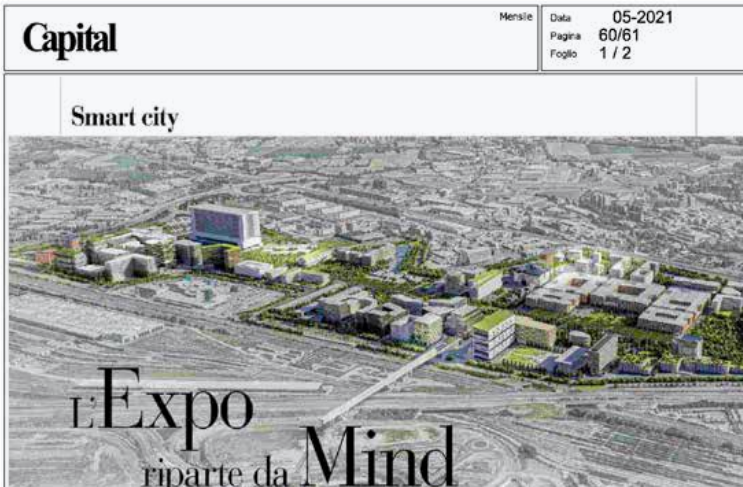 Capital
Mensile
Data 05-2021
Pagina 60/61
Foglio 1 / 2
Smart city
L'Expo
riparte da Mind